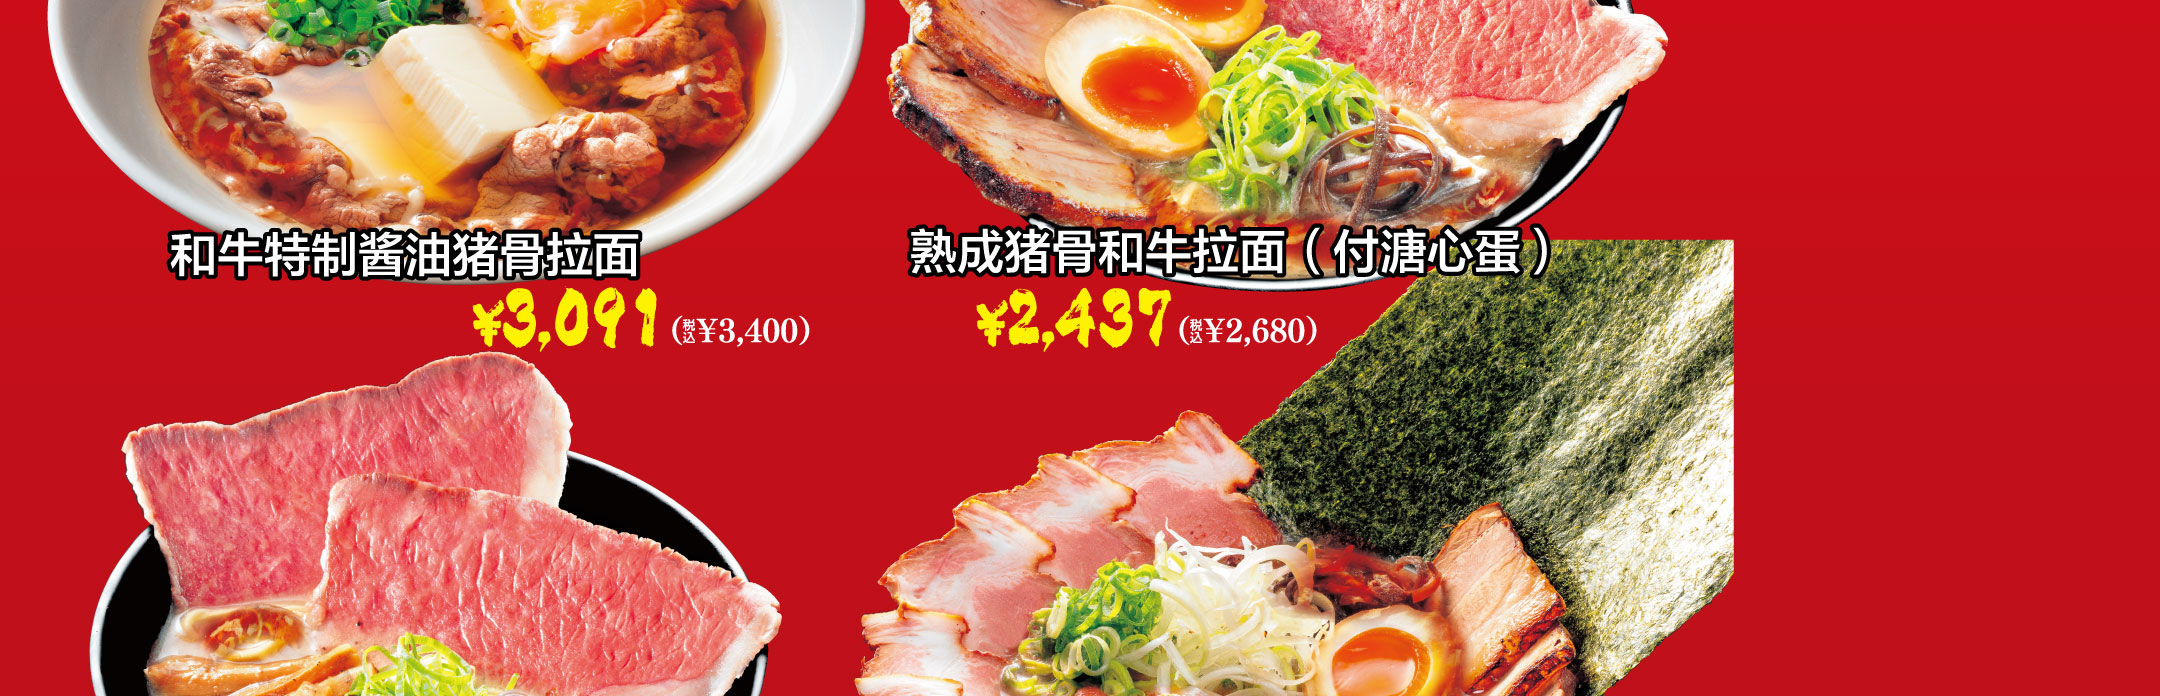 和牛特制酱油猪骨拉面
¥3,091 (税込¥3,400)
熟成猪骨和牛拉面（付溏心蛋）
¥2,437 (税込¥2,680)